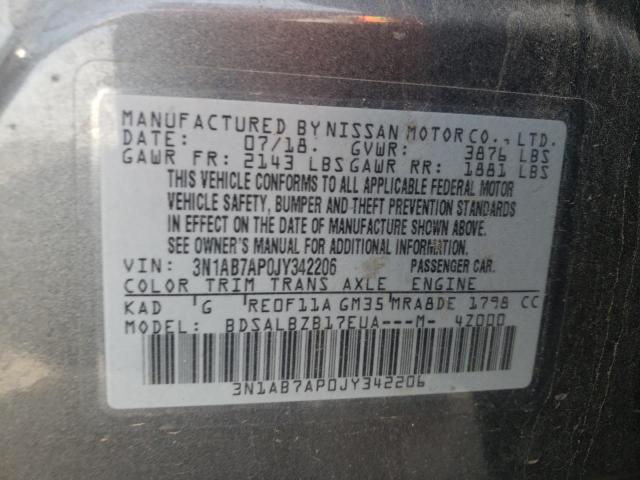 MANUFACTURED BY NISSAN MOTOR CO., LTD.
DATE: 07/18. GVWR: 3876 LBS
GAWR FR: 2143 LBS GAWR RR: 1881 LBS
THIS VEHICLE CONFORMS TO ALL APPLICABLE FEDERAL MOTOR
VEHICLE SAFETY, BUMPER AND THEFT PREVENTION STANDARDS
IN EFFECT ON THE DATE OF MANUFACTURE SHOWN ABOVE.
SEE OWNER'S MANUAL FOR ADDITIONAL INFORMATION.
VIN: 3N1AB7AP0JY342206 PASSENGER CAR.
COLOR TRIM TRANS AXLE ENGINE
KAD G RE0F11A GM35 MRA8DE 1798 CC
MODEL: BDSALBZB17EUA---M- 4Z000
3N1AB7AP0JY342206